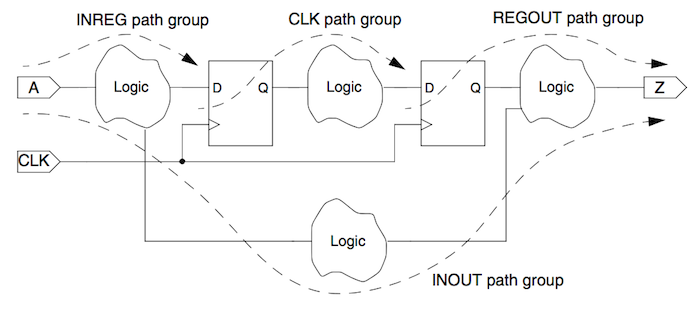 INREG path group
CLK path group
REGOUT path group
A
Logic
D
Q
Logic
D
Q
Logic
Z
CLK
Logic
INOUT path group